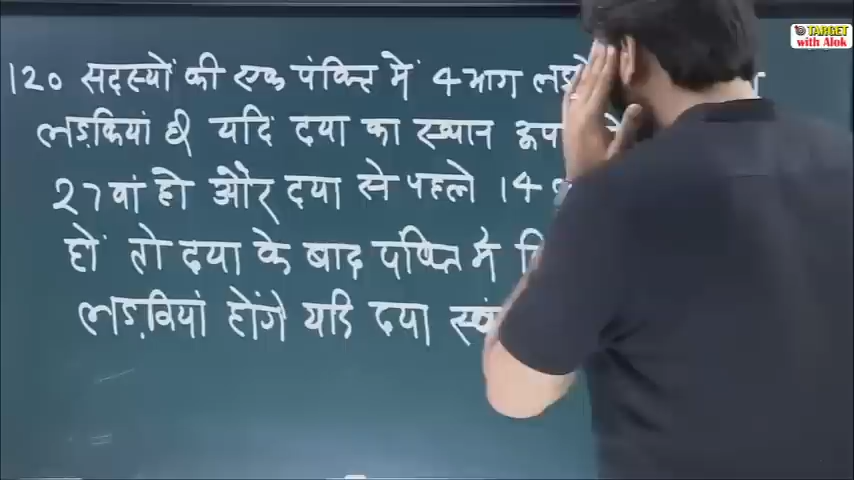 TARGET
with Alok
120 सदस्यों की एक पंक्ति में 4 भाग
लड़कियां है यदि दया का स्थान
27 वां हो और दया से पहले 14
हो तो दया के बाद पंक्ति में
लड़कियां होंगे यदि दया